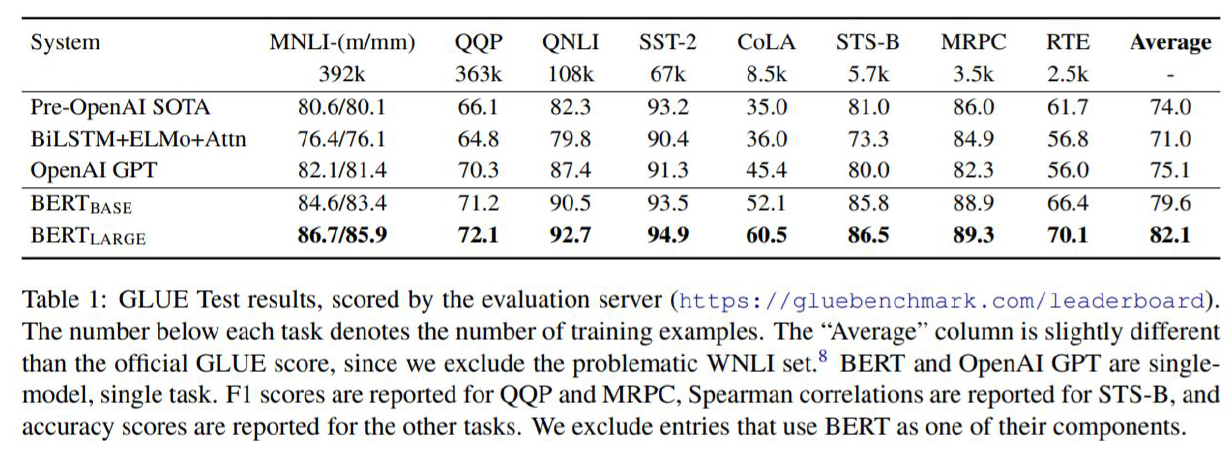 System MNLI-(m/mm) QQP QNLI SST-2 CoLA STS-B MRPC RTE Average
392k 363k 108k 67k 8.5k 5.7k 3.5k 2.5k -
Pre-OpenAI SOTA 80.6/80.1 66.1 82.3 93.2 35.0 81.0 86.0 61.7 74.0
BiLSTM+ELMo+Attn 76.4/76.1 64.8 79.8 90.4 36.0 73.3 84.9 56.8 71.0
OpenAI GPT 82.1/81.4 70.3 87.4 91.3 45.4 80.0 82.3 56.0 75.1
BERTBASE 84.6/83.4 71.2 90.5 93.5 52.1 85.8 88.9 66.4 79.6
BERTLARGE 86.7/85.9 72.1 92.7 94.9 60.5 86.5 89.3 70.1 82.1
Table 1: GLUE Test results, scored by the evaluation server (https://gluebenchmark.com/leaderboard).
The number below each task denotes the number of training examples. The “Average” column is slightly different
than the official GLUE score, since we exclude the problematic WNLI set.8 BERT and OpenAI GPT are single-
model, single task. F1 scores are reported for QQP and MRPC, Spearman correlations are reported for STS-B, and
accuracy scores are reported for the other tasks. We exclude entries that use BERT as one of their components.